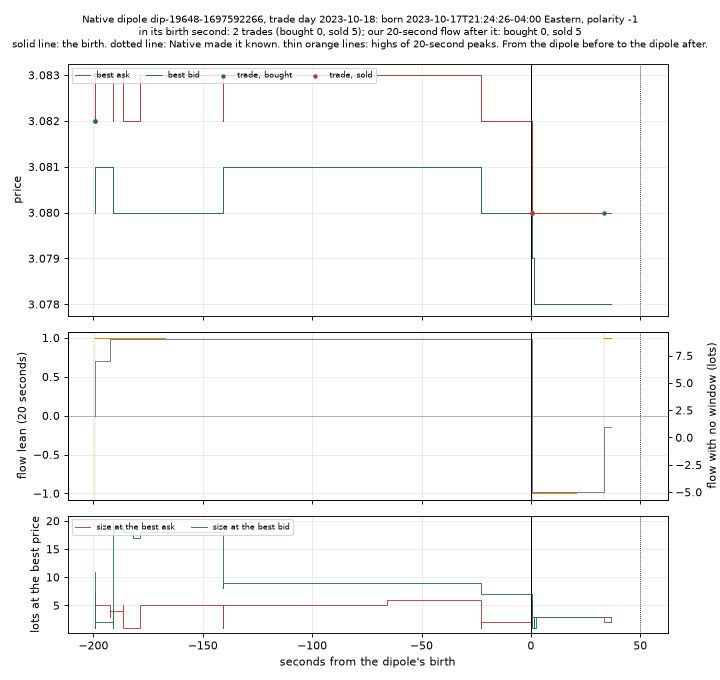 Native dipole dip-19648-1697592266, trade day 2023-10-18: born 2023-10-17T21:24:26-04:00 Eastern, polarity -1
in its birth second: 2 trades (bought 0, sold 5); our 20-second flow after it: bought 0, sold 5
solid line: the birth. dotted line: Native made it known. thin orange lines: highs of 20-second peaks. From the dipole before to the dipole after.
best ask best bid trade, bought trade, sold
3.083
3.082
3.081
3.080
3.079
3.078
price
1.0
0.5
0.0
−0.5
−1.0
flow lean (20 seconds)
7.5
5.0
2.5
0.0
−2.5
−5.0
flow with no window (lots)
size at the best ask size at the best bid
20
15
10
5
lots at the best price
−200 −150 −100 −50 0 50
seconds from the dipole's birth